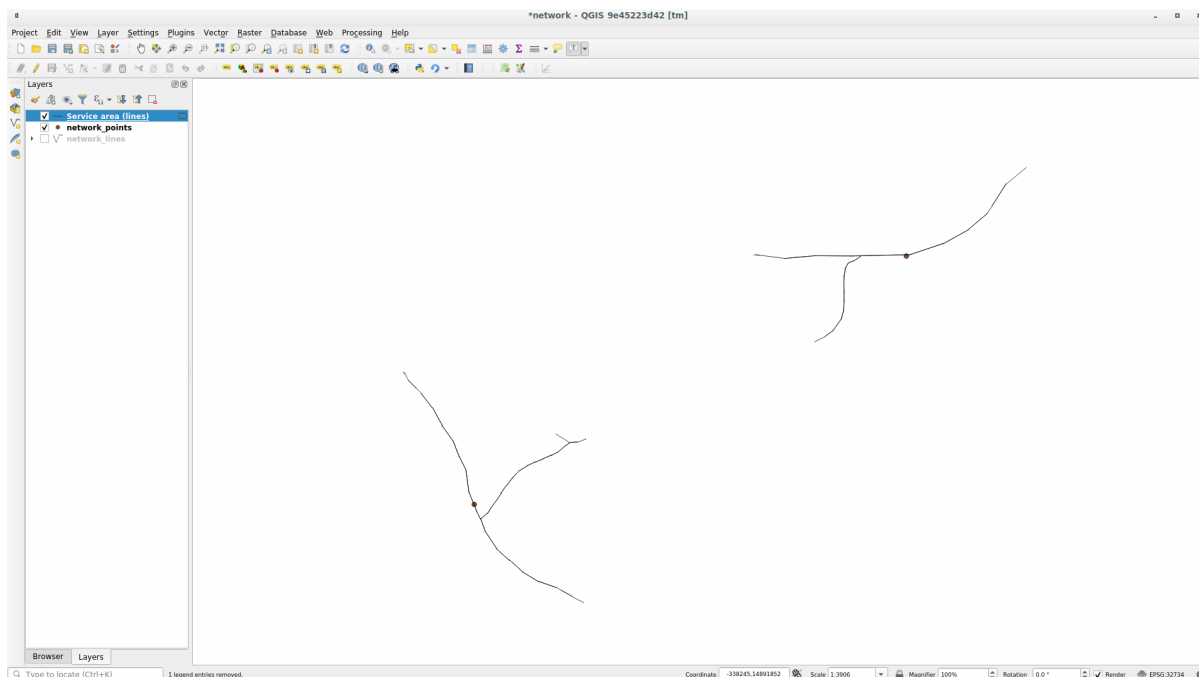 *network - QGIS 9e45223d42 [tm]
Project Edit View Layer Settings Plugins Vector Raster Database Web Processing Help
Layers
Service area (lines)
network_points
network_lines
Browser Layers
Type to locate (Ctrl+K) 1 legend entries removed. Coordinate -338245,14891852 Scale 1:3906 Magnifier 100% Rotation 0.0 ° Render EPSG:32734